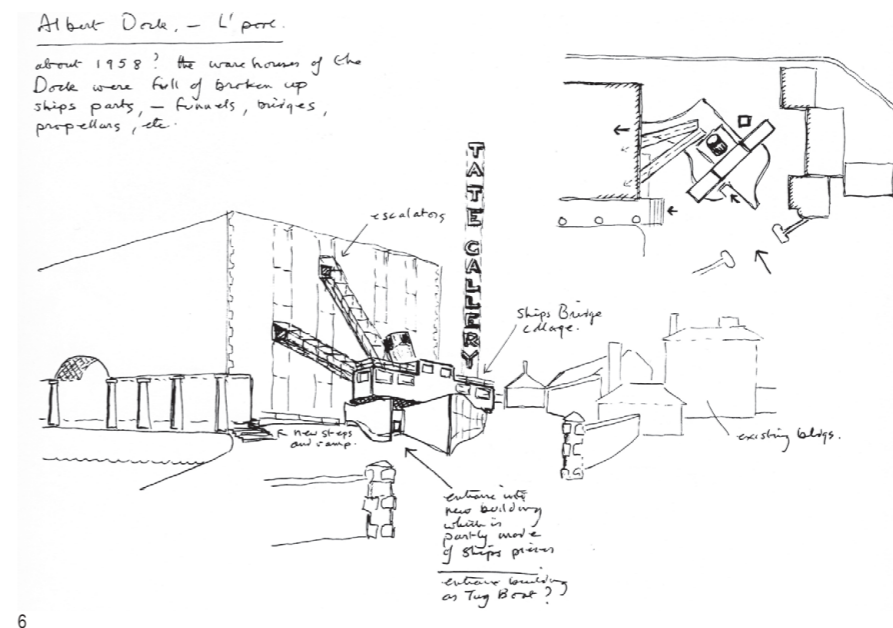 Albert Dock, – L'pool.
about 1958? the warehouses of the
Dock were full of broken up
ships parts, – funnels, bridges,
propellars, etc.
escalators
TATE GALLERY
Ships Bridge
collage.
new steps
and ramp.
existing bldgs.
entrance into
new building
which is
partly made
of ships pieces
entrance building
as Tug Boat?
6